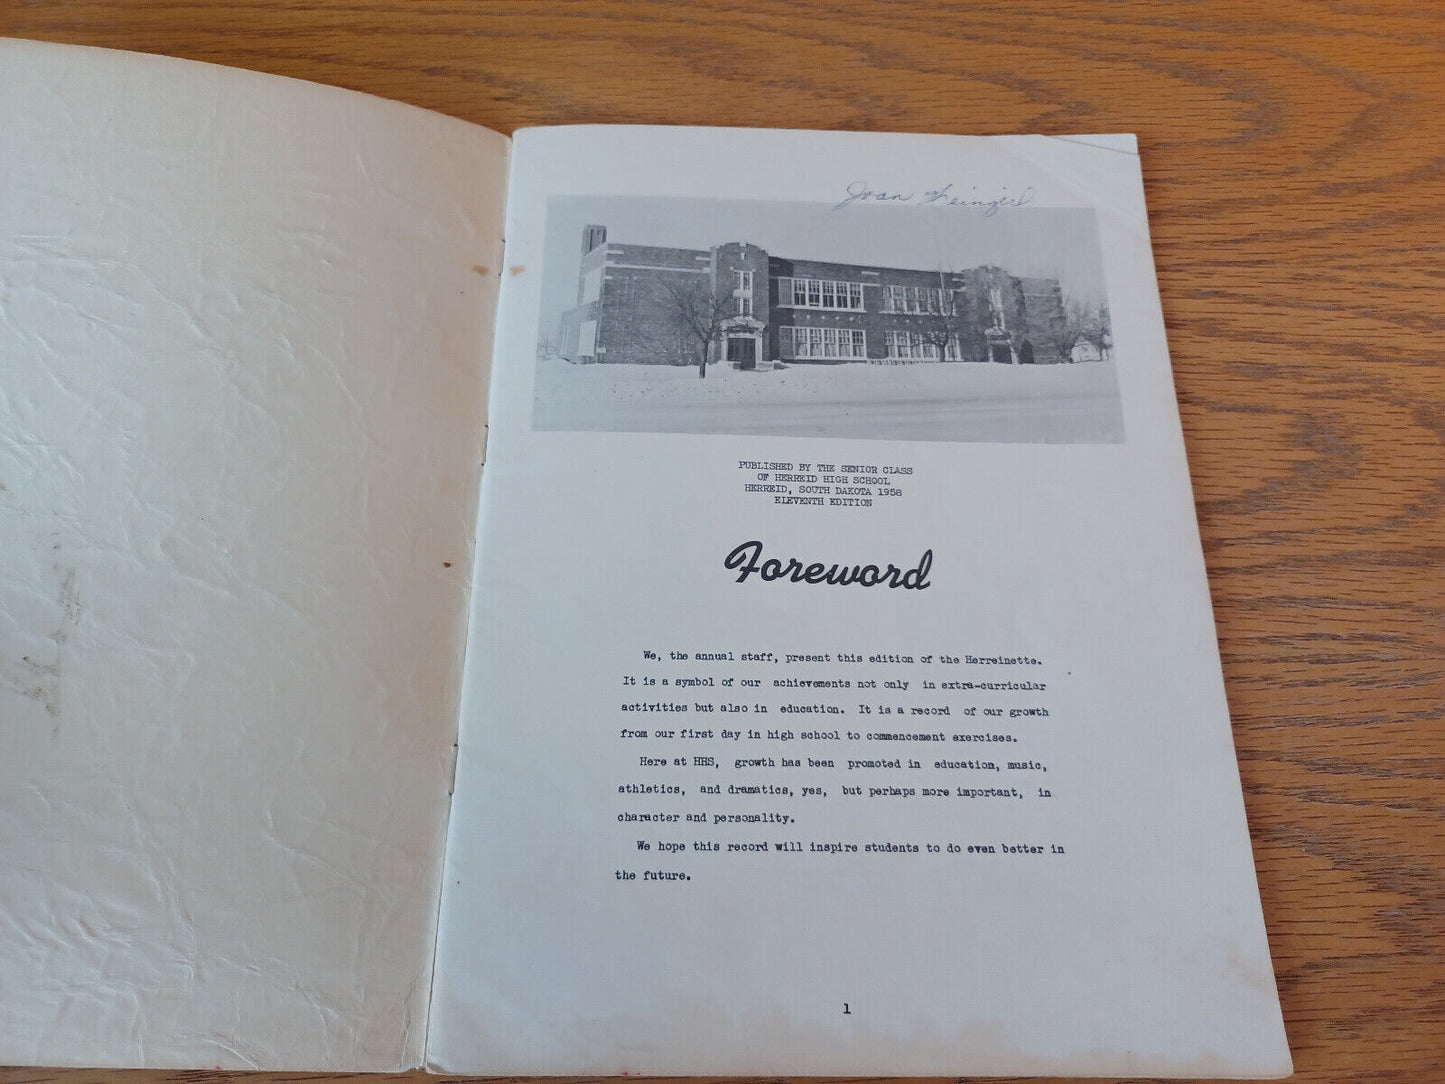 Joan Weinzirl
PUBLISHED BY THE SENIOR CLASS
OF HERREID HIGH SCHOOL
HERREID, SOUTH DAKOTA 1958
ELEVENTH EDITION
Foreword
We, the annual staff, present this edition of the Herreinette.
It is a symbol of our achievements not only in extra-curricular
activities but also in education. It is a record of our growth
from our first day in high school to commencement exercises.
Here at HHS, growth has been promoted in education, music,
athletics, and dramatics, yes, but perhaps more important, in
character and personality.
We hope this record will inspire students to do even better in
the future.
1